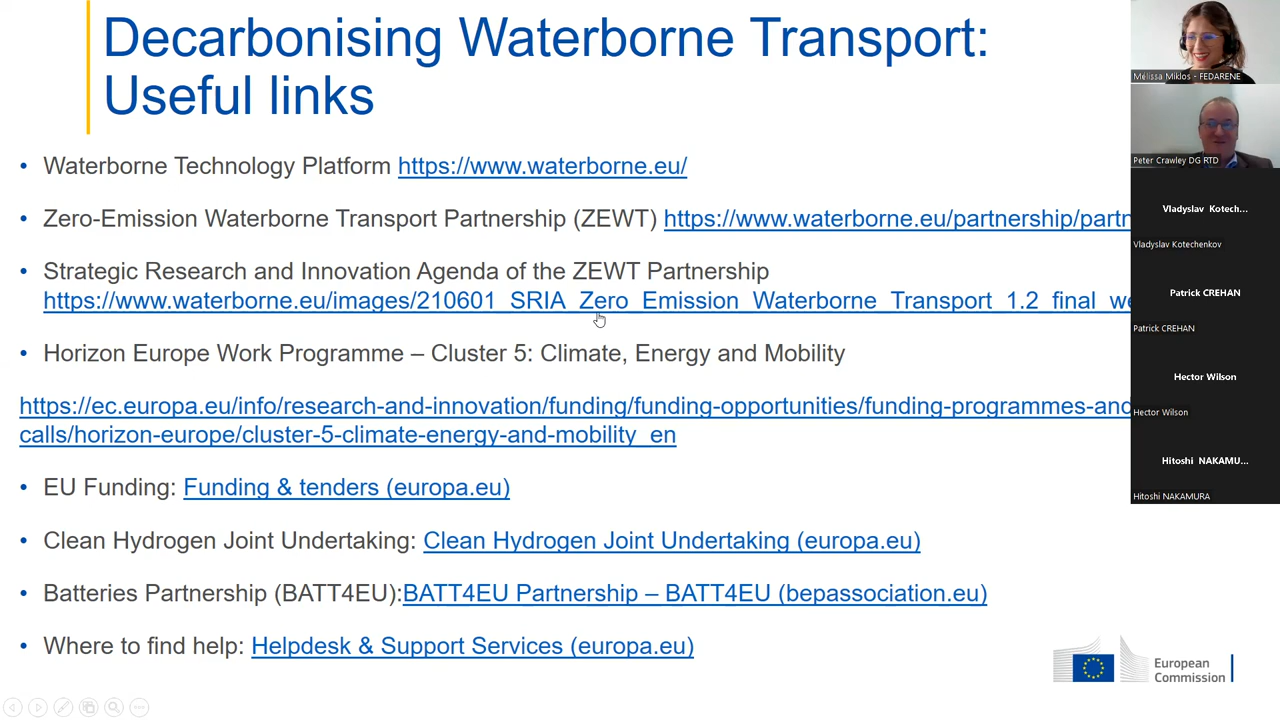 Decarbonising Waterborne Transport:
Useful links
• Waterborne Technology Platform https://www.waterborne.eu/
• Zero-Emission Waterborne Transport Partnership (ZEWT) https://www.waterborne.eu/partnership/partn
• Strategic Research and Innovation Agenda of the ZEWT Partnership
https://www.waterborne.eu/images/210601_SRIA_Zero_Emission_Waterborne_Transport_1.2_final_we
• Horizon Europe Work Programme – Cluster 5: Climate, Energy and Mobility
https://ec.europa.eu/info/research-and-innovation/funding/funding-opportunities/funding-programmes-and
calls/horizon-europe/cluster-5-climate-energy-and-mobility_en
• EU Funding: Funding & tenders (europa.eu)
• Clean Hydrogen Joint Undertaking: Clean Hydrogen Joint Undertaking (europa.eu)
• Batteries Partnership (BATT4EU):BATT4EU Partnership – BATT4EU (bepassociation.eu)
• Where to find help: Helpdesk & Support Services (europa.eu)
European
Commission
Mélissa Miklos - FEDARENE
Peter Crawley DG RTD
Vladyslav Kotech...
Vladyslav Kotechenkov
Patrick CREHAN
Patrick CREHAN
Hector Wilson
Hector Wilson
Hitoshi NAKAMU...
Hitoshi NAKAMURA